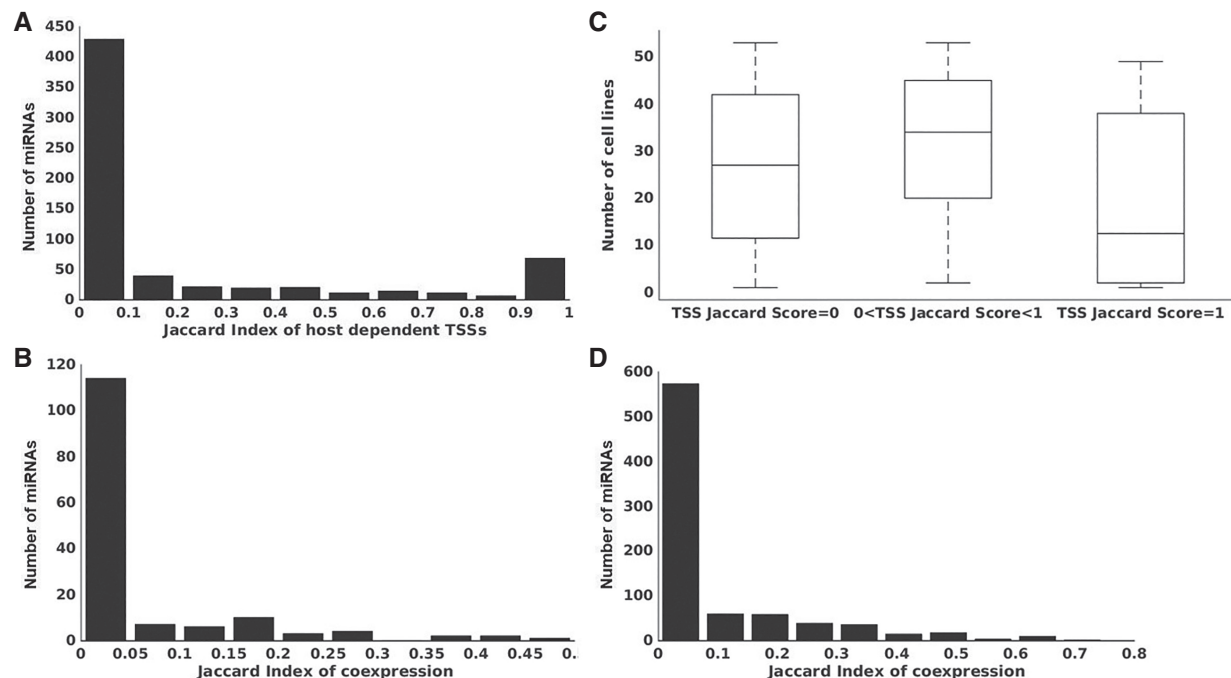 A
450
400
350
300
250
200
150
100
50
0
Number of miRNAs
0 0.1 0.2 0.3 0.4 0.5 0.6 0.7 0.8 0.9 1
Jaccard Index of host dependent TSSs
C
50
40
30
20
10
0
Number of cell lines
TSS Jaccard Score=0 0<TSS Jaccard Score<1 TSS Jaccard Score=1
B
120
100
80
60
40
20
0
Number of miRNAs
0 0.05 0.1 0.15 0.2 0.25 0.3 0.35 0.4 0.45 0.
Jaccard Index of coexpression
D
600
500
400
300
200
100
0
Number of miRNAs
0 0.1 0.2 0.3 0.4 0.5 0.6 0.7 0.8
Jaccard Index of coexpression